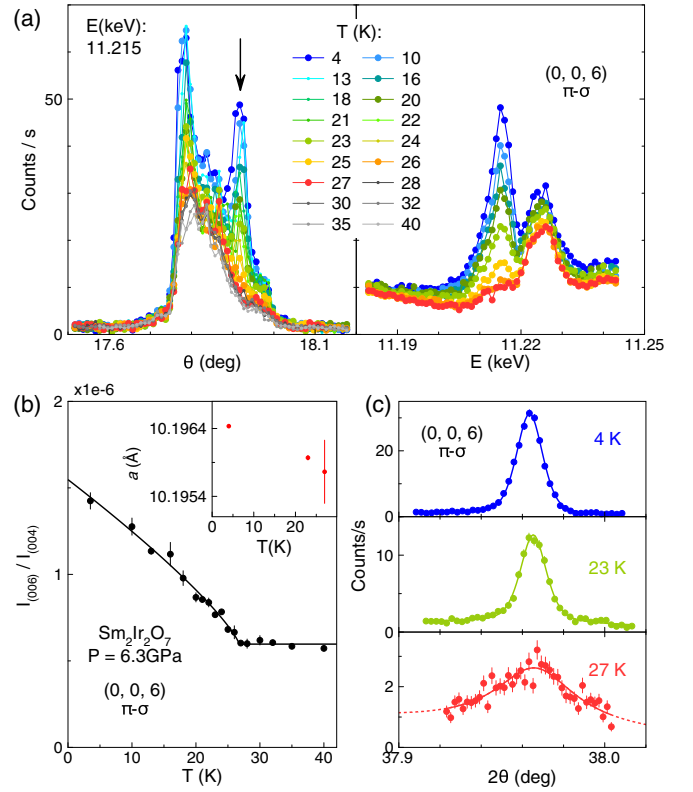 (a)
E(keV):
11.215
T (K):
4
10
13
16
18
20
21
22
23
24
25
26
27
28
30
32
35
40
(0, 0, 6)
π-σ
50
0
Counts / s
17.6
18.1
θ (deg)
11.19
11.22
11.25
E (keV)
(b)
x1e-6
2
1
0
I(006) / I(004)
10.1964
10.1954
a (Å)
0
20
T(K)
Sm2Ir2O7
P = 6.3GPa
(0, 0, 6)
π-σ
0
10
20
30
40
T (K)
(c)
(0, 0, 6)
π-σ
4 K
30
0
23 K
10
0
27 K
4
2
0
Counts/s
37.9
38.0
2θ (deg)